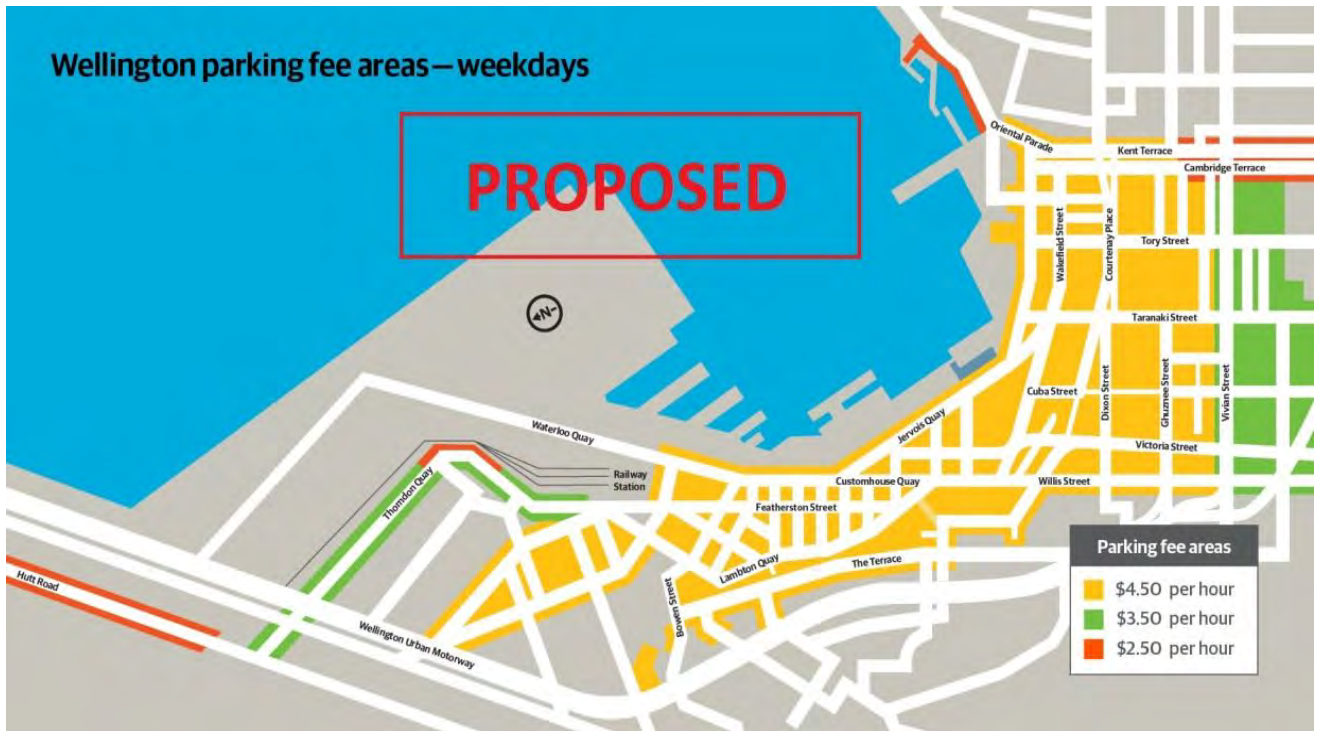 Wellington parking fee areas—weekdays
PROPOSED
N
Oriental Parade
Kent Terrace
Cambridge Terrace
Wakefield Street
Courtenay Place
Tory Street
Taranaki Street
Cuba Street
Dixon Street
Ghuznee Street
Vivian Street
Victoria Street
Jervois Quay
Waterloo Quay
Customhouse Quay
Willis Street
Featherston Street
Railway
Station
Thorndon Quay
Lambton Quay
The Terrace
Bowen Street
Hutt Road
Wellington Urban Motorway
Parking fee areas
$4.50 per hour
$3.50 per hour
$2.50 per hour